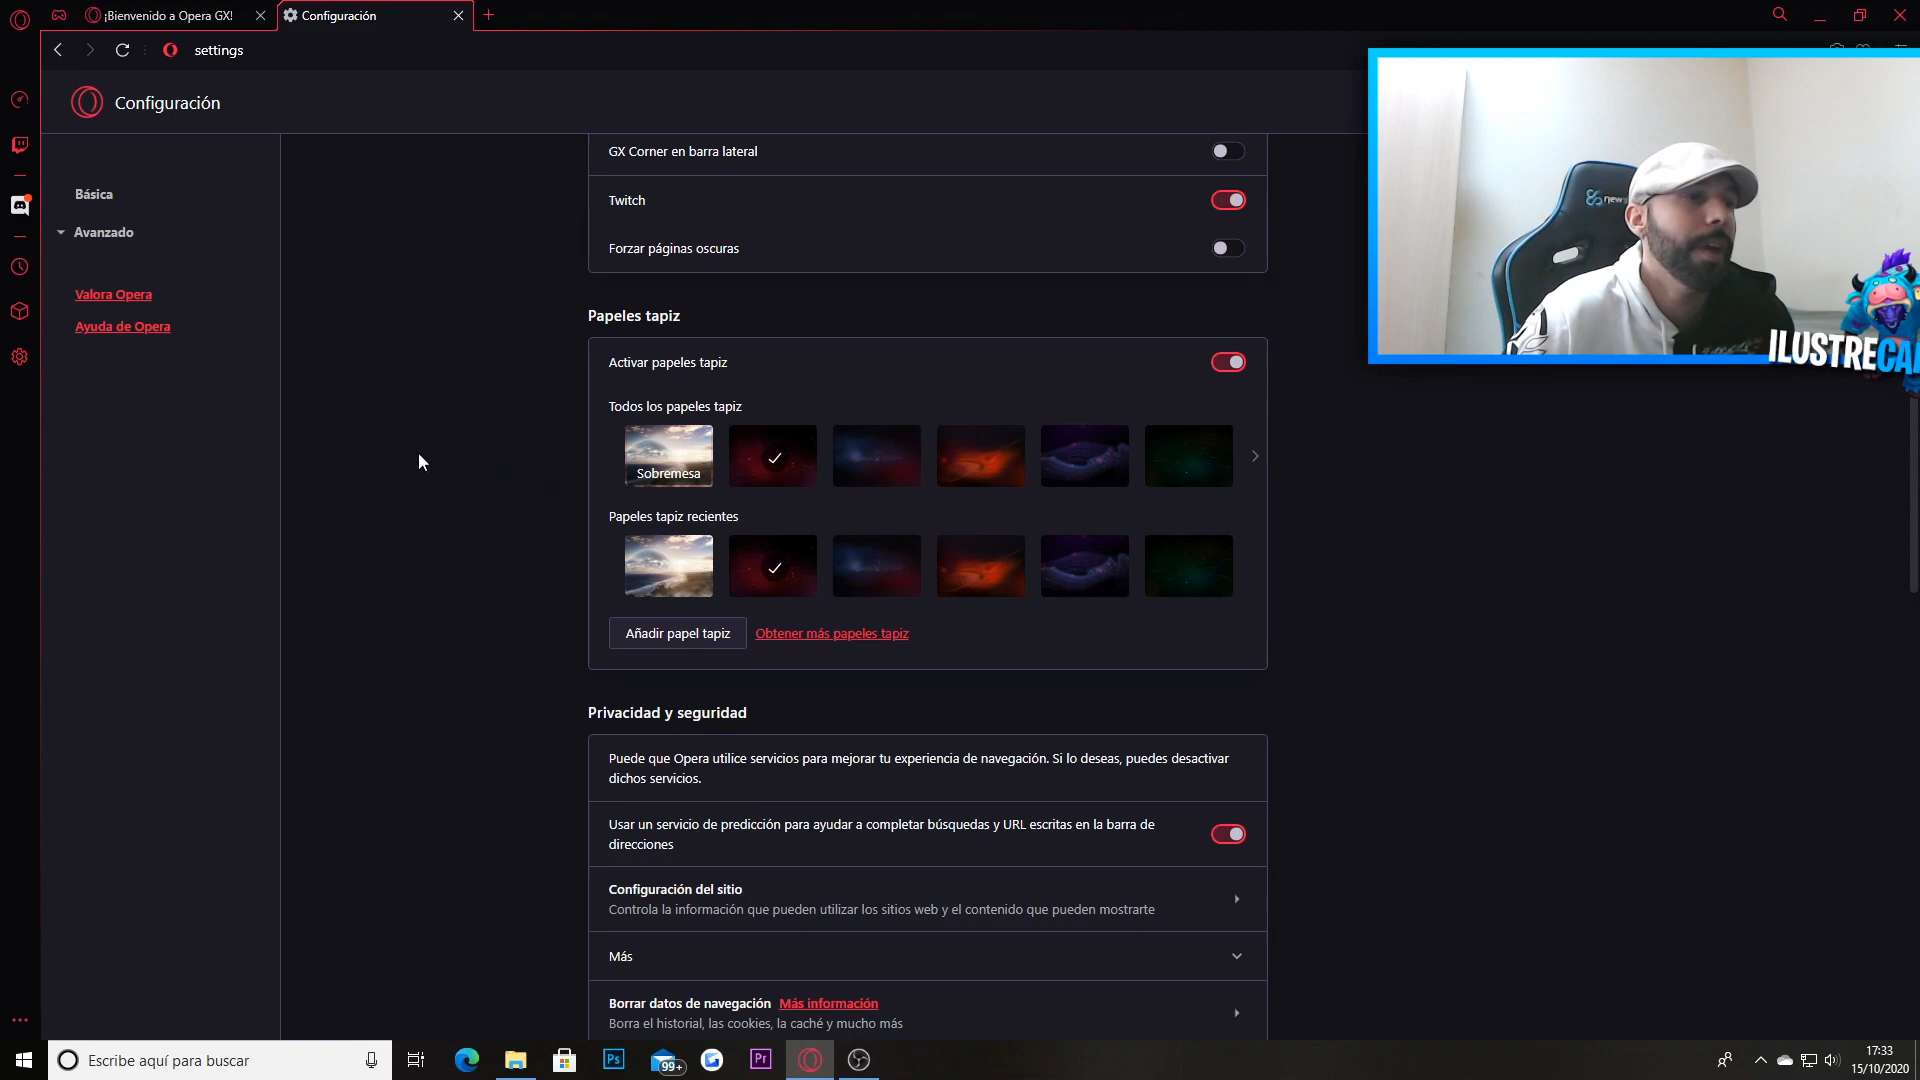 ¡Bienvenido a Opera GX!
Configuración
settings
Configuración
Básica
Avanzado
Valora Opera
Ayuda de Opera
GX Corner en barra lateral
Twitch
Forzar páginas oscuras
Papeles tapiz
Activar papeles tapiz
Todos los papeles tapiz
Sobremesa
Papeles tapiz recientes
Añadir papel tapiz
Obtener más papeles tapiz
Privacidad y seguridad
Puede que Opera utilice servicios para mejorar tu experiencia de navegación. Si lo deseas, puedes desactivar
dichos servicios.
Usar un servicio de predicción para ayudar a completar búsquedas y URL escritas en la barra de
direcciones
Configuración del sitio
Controla la información que pueden utilizar los sitios web y el contenido que pueden mostrarte
Más
Borrar datos de navegación Más información
Borra el historial, las cookies, la caché y mucho más
new
ILUSTRECA
Escribe aquí para buscar
Ps
99+
Pr
17:33
15/10/2020